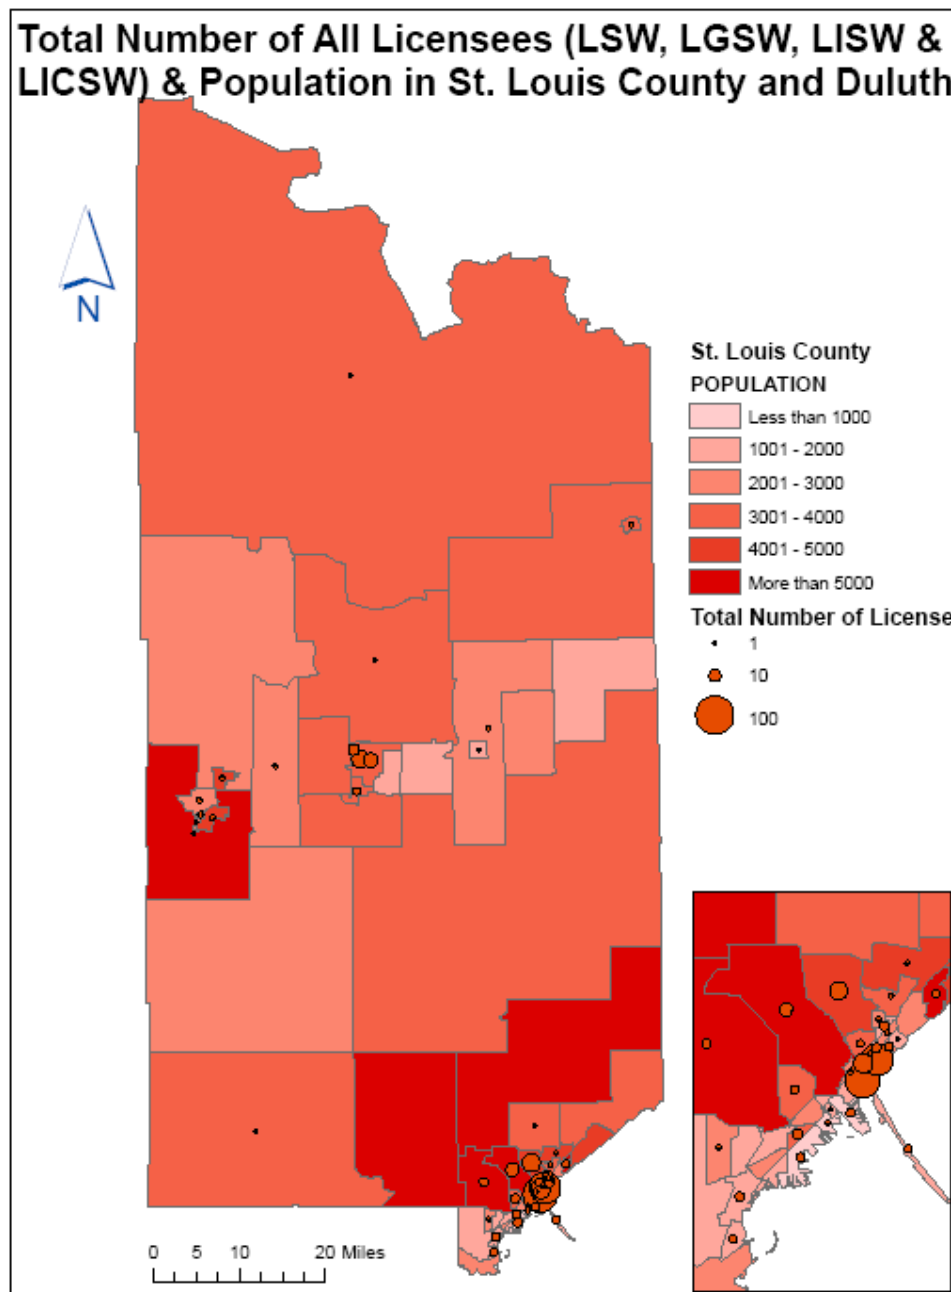 Total Number of All Licensees (LSW, LGSW, LISW &
LICSW) & Population in St. Louis County and Duluth
N
St. Louis County
POPULATION
Less than 1000
1001 - 2000
2001 - 3000
3001 - 4000
4001 - 5000
More than 5000
Total Number of License
1
10
100
0 5 10 20 Miles